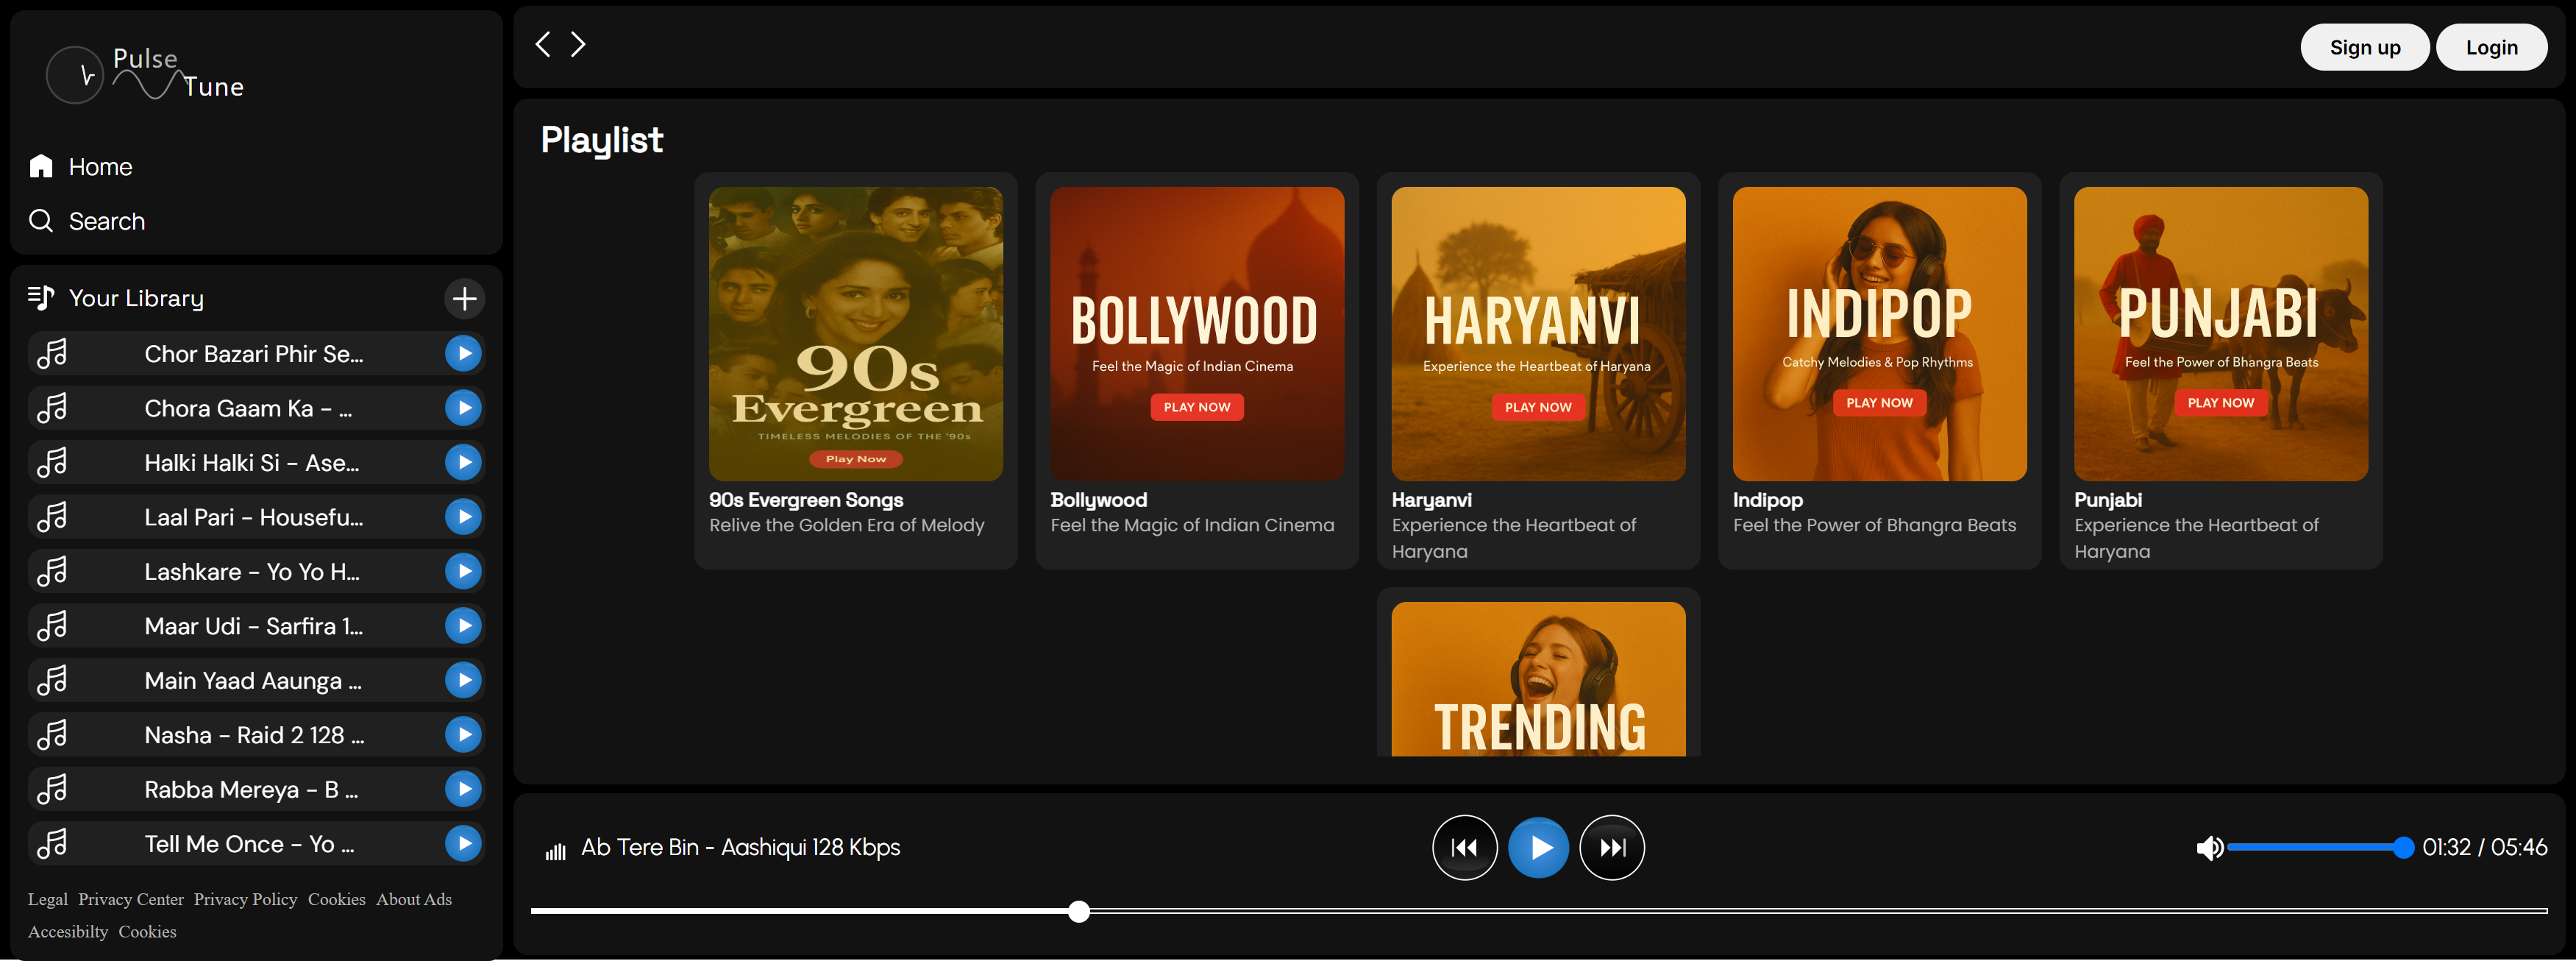 Pulse
Tune
Home
Search
Your Library
Chor Bazari Phir Se...
Chora Gaam Ka - ...
Halki Halki Si - Ase...
Laal Pari - Housefu...
Lashkare - Yo Yo H...
Maar Udi - Sarfira 1...
Main Yaad Aaunga ...
Nasha - Raid 2 128 ...
Rabba Mereya - B ...
Tell Me Once - Yo ...
Legal Privacy Center Privacy Policy Cookies About Ads
Accesibilty Cookies
Sign up Login
Playlist
90s
Evergreen
TIMELESS MELODIES OF THE '90s
Play Now
90s Evergreen Songs
Relive the Golden Era of Melody
BOLLYWOOD
Feel the Magic of Indian Cinema
PLAY NOW
Bollywood
Feel the Magic of Indian Cinema
HARYANVI
Experience the Heartbeat of Haryana
PLAY NOW
Haryanvi
Experience the Heartbeat of
Haryana
INDIPOP
Catchy Melodies & Pop Rhythms
PLAY NOW
Indipop
Feel the Power of Bhangra Beats
PUNJABI
Feel the Power of Bhangra Beats
PLAY NOW
Punjabi
Experience the Heartbeat of
Haryana
TRENDING
Ab Tere Bin - Aashiqui 128 Kbps
01:32 / 05:46